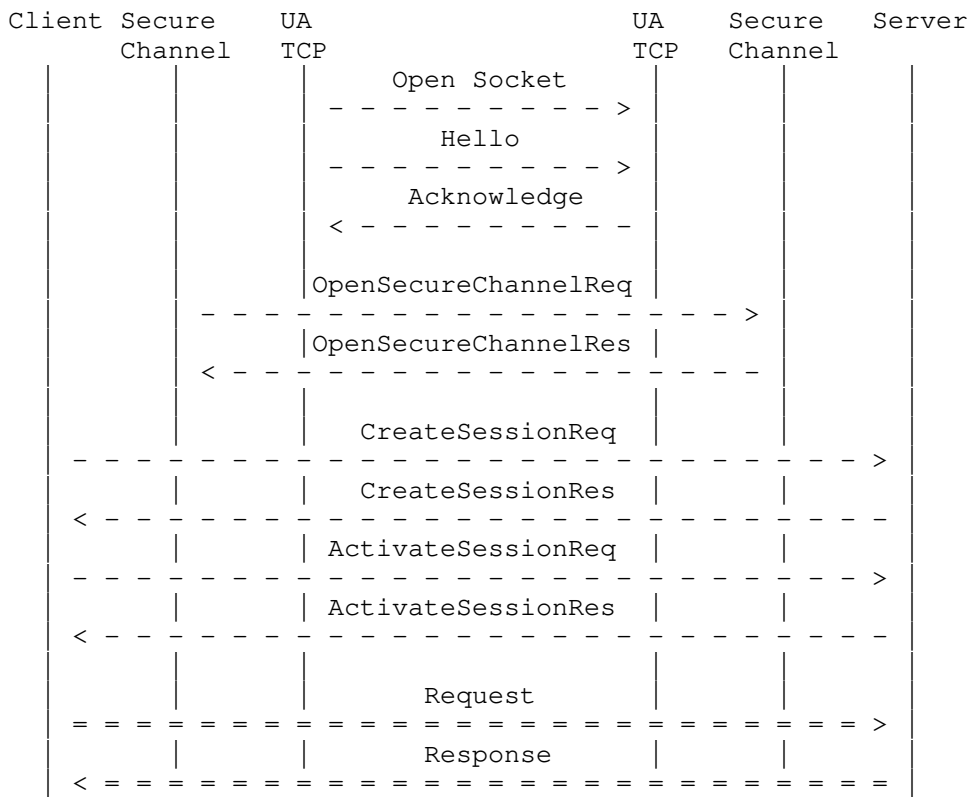 Client Secure UA UA Secure Server
Channel TCP TCP Channel
Open Socket
Hello
Acknowledge
OpenSecureChannelReq
OpenSecureChannelRes
CreateSessionReq
CreateSessionRes
ActivateSessionReq
ActivateSessionRes
Request
Response